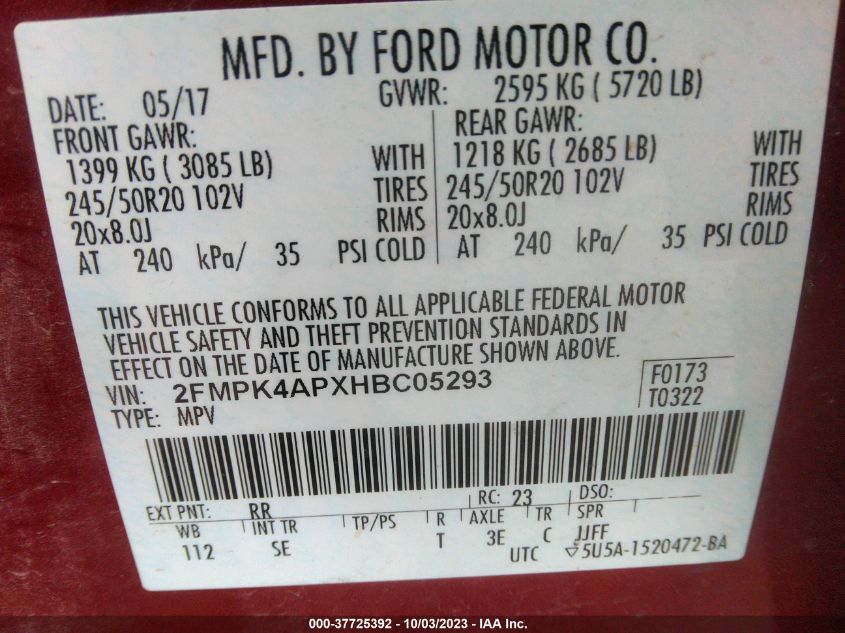 MFD. BY FORD MOTOR CO.
DATE: 05/17 GVWR: 2595 KG ( 5720 LB)
FRONT GAWR: REAR GAWR:
1399 KG ( 3085 LB) WITH 1218 KG ( 2685 LB) WITH
245/50R20 102V TIRES 245/50R20 102V TIRES
20x8.0J RIMS 20x8.0J RIMS
AT 240 kPa/ 35 PSI COLD AT 240 kPa/ 35 PSI COLD
THIS VEHICLE CONFORMS TO ALL APPLICABLE FEDERAL MOTOR
VEHICLE SAFETY AND THEFT PREVENTION STANDARDS IN
EFFECT ON THE DATE OF MANUFACTURE SHOWN ABOVE.
VIN: 2FMPK4APXHBC05293 F0173
TYPE: MPV T0322
EXT PNT: RR RC: 23 DSO:
WB INT TR TP/PS R AXLE TR SPR
112 SE T 3E C JJFF
UTC 5U5A-1520472-BA
000-37725392 - 10/03/2023 - IAA Inc.